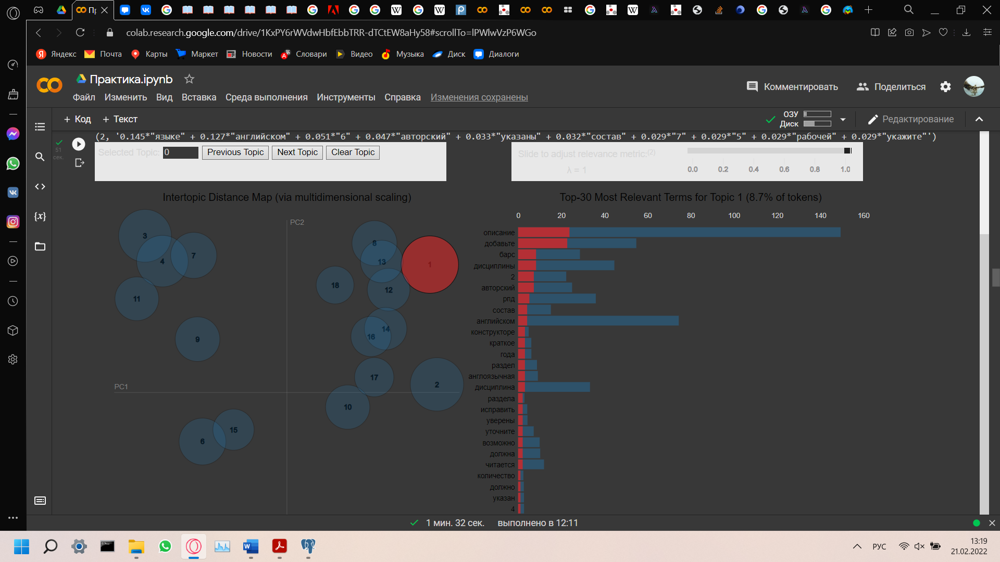 Пр
colab.research.google.com/drive/1KxPY6rWVdwHbfEbbTRR-dTCtEW8aHy58#scrollTo=lPWlwVzP6WGo
Яндекс Почта Карты Маркет Новости Словари Видео Музыка Диск Диалоги
Практика.ipynb
Комментировать Поделиться
Файл Изменить Вид Вставка Среда выполнения Инструменты Справка Изменения сохранены
+ Код + Текст
ОЗУ
Диск
Редактирование
51
сек.
(2, '0.145*"языке" + 0.127*"английском" + 0.051*"6" + 0.047*"авторский" + 0.033*"указаны" + 0.032*"состав" + 0.029*"7" + 0.029*"5" + 0.029*"рабочей" + 0.029*"укажите"')
Selected Topic: 0 Previous Topic Next Topic Clear Topic
Slide to adjust relevance metric:(2)
λ = 1
0.0 0.2 0.4 0.6 0.8 1.0
Intertopic Distance Map (via multidimensional scaling)
PC2
PC1
3
4
7
11
9
8
13
1
18
12
14
16
17
2
10
15
6
Top-30 Most Relevant Terms for Topic 1 (8.7% of tokens)
0 20 40 60 80 100 120 140 160
описание
добавьте
барс
дисциплины
2
авторский
рпд
состав
английском
конструкторе
краткое
года
раздел
англоязычная
дисциплина
раздела
исправить
уверены
уточните
возможно
должна
читается
количество
должно
указан
4
1 мин. 32 сек. выполнено в 12:11
РУС
13:19
21.02.2022